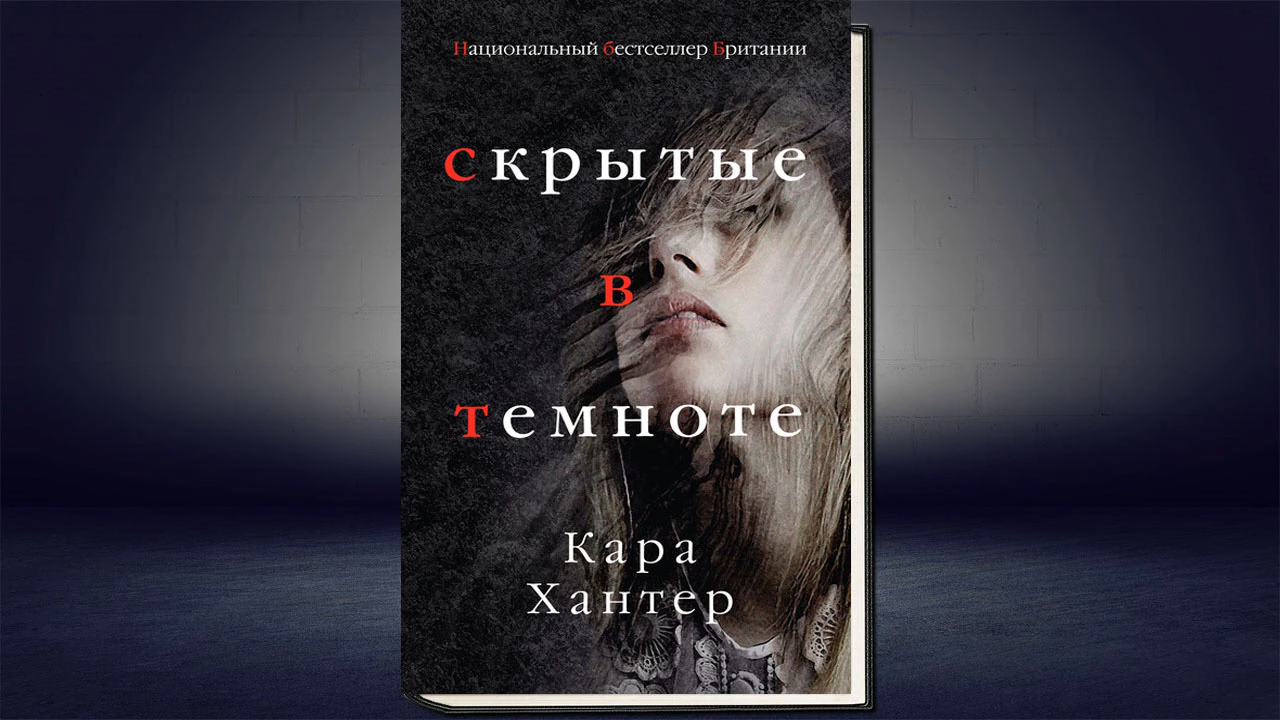 Национальный бестселлер Британии
скрытые
в
темноте
Кара
Хантер